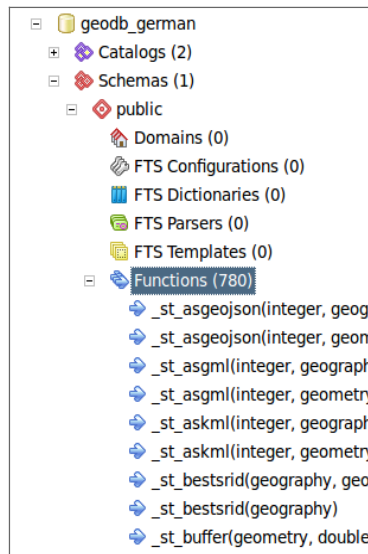 geodb_german
Catalogs (2)
Schemas (1)
public
Domains (0)
FTS Configurations (0)
FTS Dictionaries (0)
FTS Parsers (0)
FTS Templates (0)
Functions (780)
_st_asgeojson(integer, geog
_st_asgeojson(integer, geom
_st_asgml(integer, geograph
_st_asgml(integer, geometry
_st_askml(integer, geograph
_st_askml(integer, geometry
_st_bestsrid(geography, geo
_st_bestsrid(geography)
_st_buffer(geometry, double